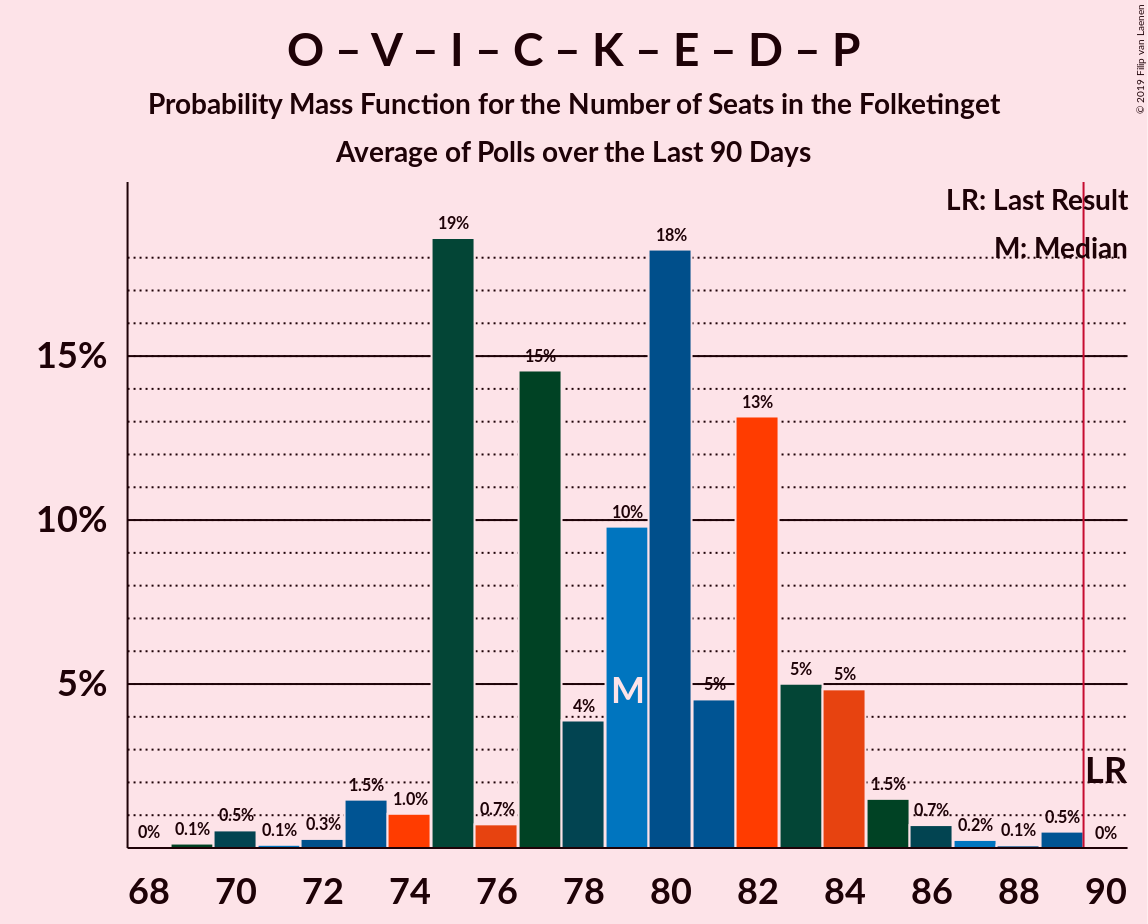 O – V – I – C – K – E – D – P
Probability Mass Function for the Number of Seats in the Folketinget
Average of Polls over the Last 90 Days
© 2019 Filip van Laenen
LR: Last Result
M: Median
15%
10%
5%
0%
0.1%
0.5%
0.1%
0.3%
1.5%
1.0%
19%
0.7%
15%
4%
10%
18%
5%
13%
5%
5%
1.5%
0.7%
0.2%
0.1%
0.5%
0%
M
LR
68 70 72 74 76 78 80 82 84 86 88 90